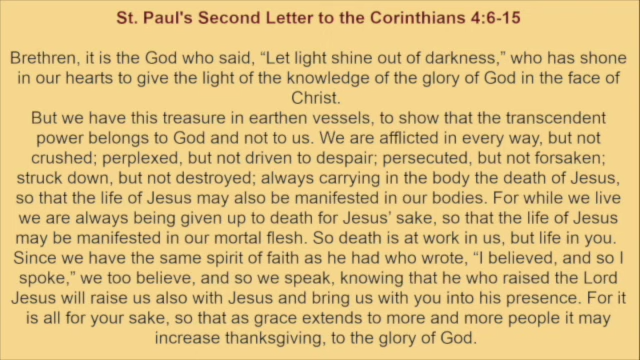 St. Paul's Second Letter to the Corinthians 4:6-15
Brethren, it is the God who said, “Let light shine out of darkness,” who has shone
in our hearts to give the light of the knowledge of the glory of God in the face of
Christ.
But we have this treasure in earthen vessels, to show that the transcendent
power belongs to God and not to us. We are afflicted in every way, but not
crushed; perplexed, but not driven to despair; persecuted, but not forsaken;
struck down, but not destroyed; always carrying in the body the death of Jesus,
so that the life of Jesus may also be manifested in our bodies. For while we live
we are always being given up to death for Jesus’ sake, so that the life of Jesus
may be manifested in our mortal flesh. So death is at work in us, but life in you.
Since we have the same spirit of faith as he had who wrote, “I believed, and so I
spoke,” we too believe, and so we speak, knowing that he who raised the Lord
Jesus will raise us also with Jesus and bring us with you into his presence. For it
is all for your sake, so that as grace extends to more and more people it may
increase thanksgiving, to the glory of God.